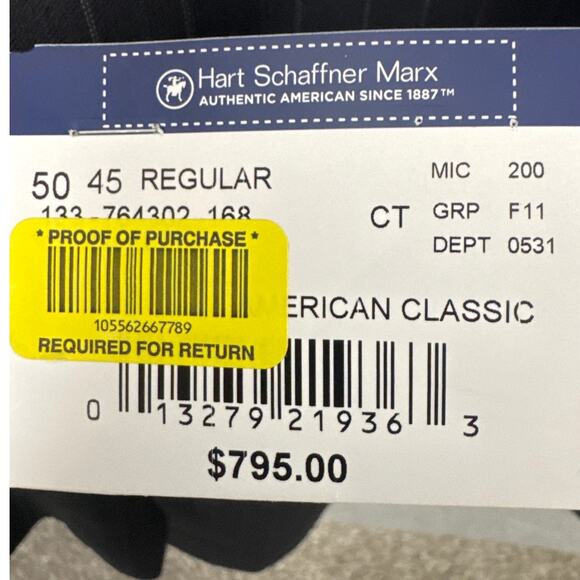 Hart Schaffner Marx
AUTHENTIC AMERICAN SINCE 1887™
50 45 REGULAR
133-764302 168
MIC 200
CT GRP F11
DEPT 0531
* PROOF OF PURCHASE *
105562667789
REQUIRED FOR RETURN
ERICAN CLASSIC
0 13279 21936 3
$795.00